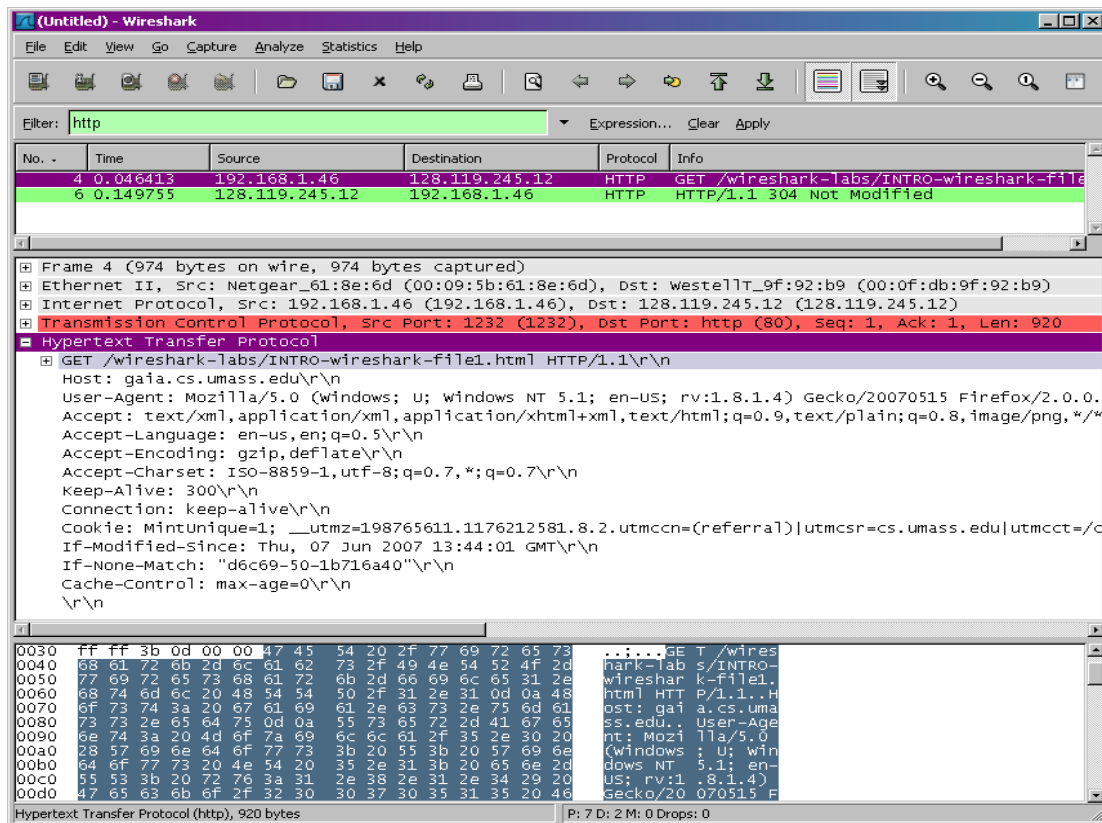 (Untitled) - Wireshark
File Edit View Go Capture Analyze Statistics Help
Filter: http Expression... Clear Apply
No. - Time Source Destination Protocol Info
4 0.046413 192.168.1.46 128.119.245.12 HTTP GET /wireshark-labs/INTRO-wireshark-file
6 0.149755 128.119.245.12 192.168.1.46 HTTP HTTP/1.1 304 Not Modified
Frame 4 (974 bytes on wire, 974 bytes captured)
Ethernet II, Src: Netgear_61:8e:6d (00:09:5b:61:8e:6d), Dst: WestellT_9f:92:b9 (00:0f:db:9f:92:b9)
Internet Protocol, Src: 192.168.1.46 (192.168.1.46), Dst: 128.119.245.12 (128.119.245.12)
Transmission Control Protocol, Src Port: 1232 (1232), Dst Port: http (80), Seq: 1, Ack: 1, Len: 920
Hypertext Transfer Protocol
GET /wireshark-labs/INTRO-wireshark-file1.html HTTP/1.1\r\n
Host: gaia.cs.umass.edu\r\n
User-Agent: Mozilla/5.0 (Windows; U; Windows NT 5.1; en-US; rv:1.8.1.4) Gecko/20070515 Firefox/2.0.0.
Accept: text/xml,application/xml,application/xhtml+xml,text/html;q=0.9,text/plain;q=0.8,image/png,*/*
Accept-Language: en-us,en;q=0.5\r\n
Accept-Encoding: gzip,deflate\r\n
Accept-Charset: ISO-8859-1,utf-8;q=0.7,*;q=0.7\r\n
Keep-Alive: 300\r\n
Connection: keep-alive\r\n
Cookie: MintUnique=1; __utmz=198765611.1176212581.8.2.utmccn=(referral)|utmcsr=cs.umass.edu|utmcct=/c
If-Modified-Since: Thu, 07 Jun 2007 13:44:01 GMT\r\n
If-None-Match: "d6c69-50-1b716a40"\r\n
Cache-Control: max-age=0\r\n
\r\n
0030 ff ff 3b 0d 00 00 47 45 54 20 2f 77 69 72 65 73 ..;...GE T /wires
0040 68 61 72 6b 2d 6c 61 62 73 2f 49 4e 54 52 4f 2d hark-lab s/INTRO-
0050 77 69 72 65 73 68 61 72 6b 2d 66 69 6c 65 31 2e wireshar k-file1.
0060 68 74 6d 6c 20 48 54 54 50 2f 31 2e 31 0d 0a 48 html HTT P/1.1..H
0070 6f 73 74 3a 20 67 61 69 61 2e 63 73 2e 75 6d 61 ost: gai a.cs.uma
0080 73 73 2e 65 64 75 0d 0a 55 73 65 72 2d 41 67 65 ss.edu.. User-Age
0090 6e 74 3a 20 4d 6f 7a 69 6c 6c 61 2f 35 2e 30 20 nt: Mozi lla/5.0
00a0 28 57 69 6e 64 6f 77 73 3b 20 55 3b 20 57 69 6e (Windows ; U; Win
00b0 64 6f 77 73 20 4e 54 20 35 2e 31 3b 20 65 6e 2d dows NT 5.1; en-
00c0 55 53 3b 20 72 76 3a 31 2e 38 2e 31 2e 34 29 20 US; rv:1 .8.1.4)
00d0 47 65 63 6b 6f 2f 32 30 30 37 30 35 31 35 20 46 Gecko/20 070515 F
Hypertext Transfer Protocol (http), 920 bytes P: 7 D: 2 M: 0 Drops: 0